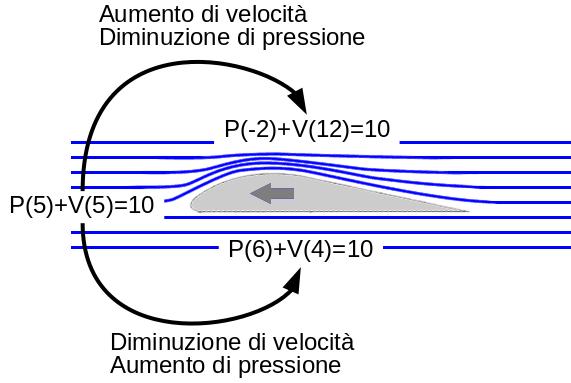 Aumento di velocità
Diminuzione di pressione
P(-2)+V(12)=10
P(5)+V(5)=10
P(6)+V(4)=10
Diminuzione di velocità
Aumento di pressione